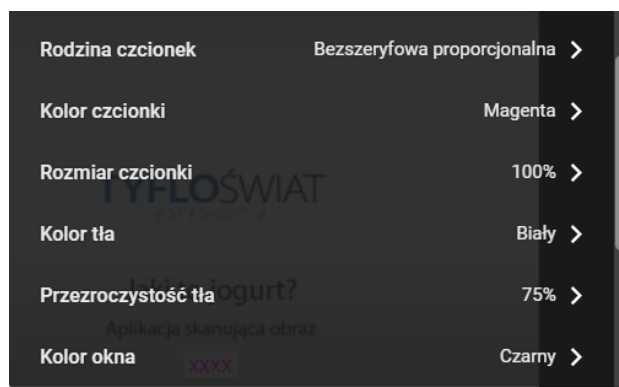 Rodzina czcionek Bezszeryfowa proporcjonalna
Kolor czcionki Magenta
Rozmiar czcionki 100%
TYFLOŚWIAT
Kolor tła Biały
Przezroczystość tła 75%
jogurt?
Aplikacja skanująca obraz
Kolor okna Czarny
XXXX